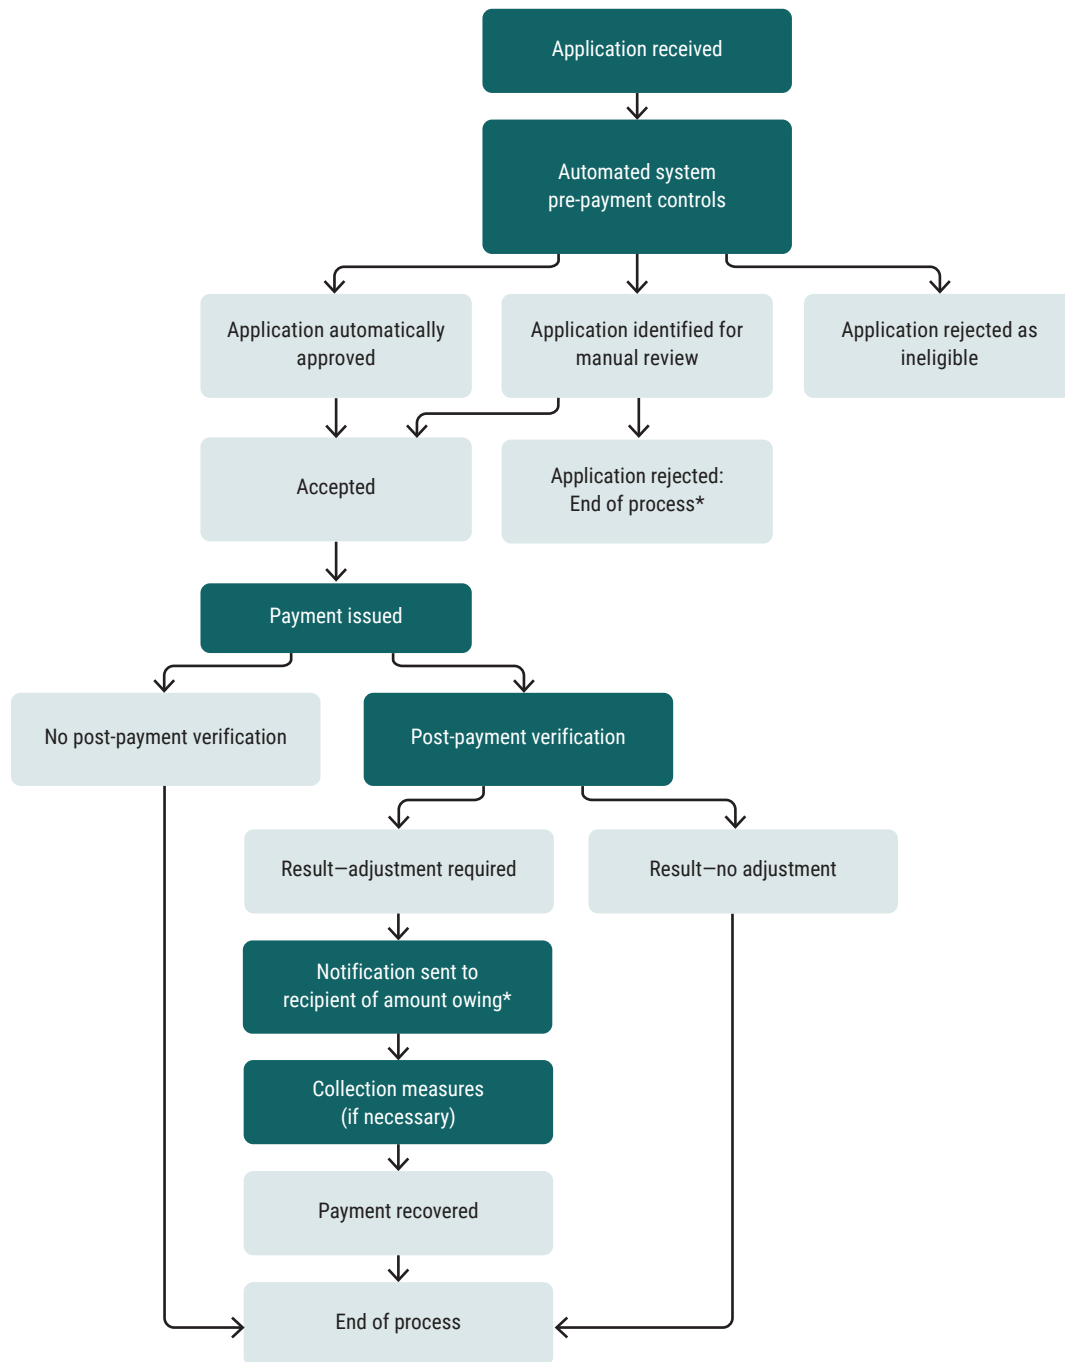 Application received
Automated system
pre-payment controls
Application automatically
approved
Application identified for
manual review
Application rejected as
ineligible
Accepted
Application rejected:
End of process*
Payment issued
No post-payment verification
Post-payment verification
Result—adjustment required
Result—no adjustment
Notification sent to
recipient of amount owing*
Collection measures
(if necessary)
Payment recovered
End of process